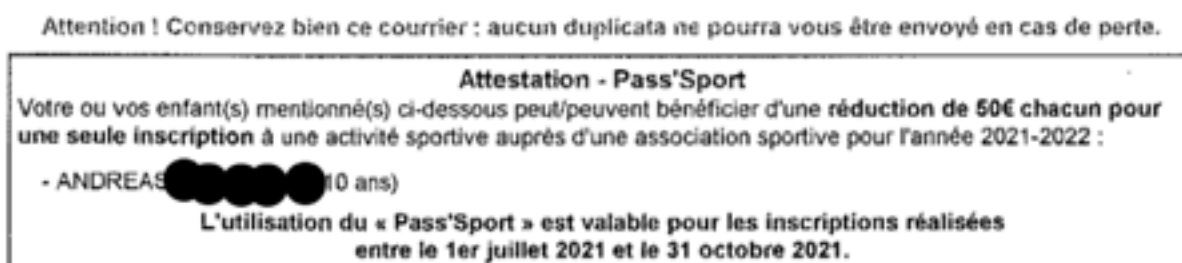 Attention ! Conservez bien ce courrier : aucun duplicata ne pourra vous être envoyé en cas de perte.
Attestation - Pass'Sport
Votre ou vos enfant(s) mentionné(s) ci-dessous peut/peuvent bénéficier d'une réduction de 50€ chacun pour
une seule inscription à une activité sportive auprès d'une association sportive pour l'année 2021-2022 :
- ANDREAS 10 ans)
L'utilisation du « Pass'Sport » est valable pour les inscriptions réalisées
entre le 1er juillet 2021 et le 31 octobre 2021.